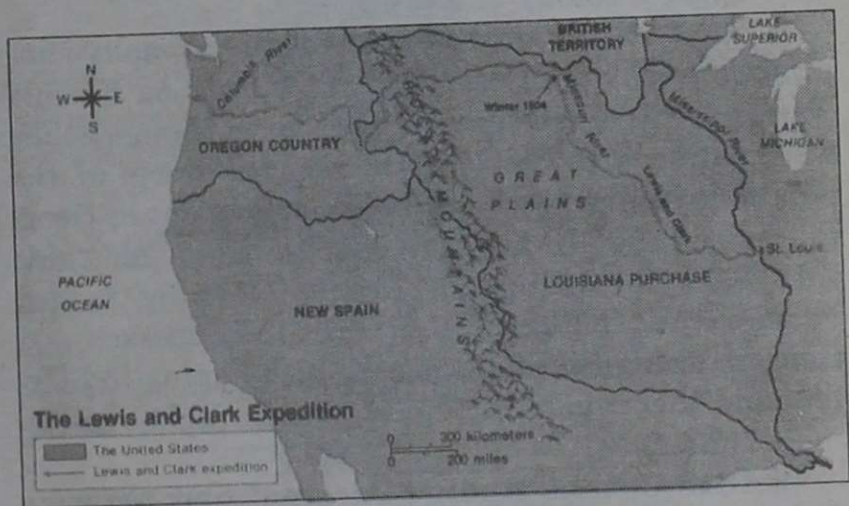 BRITISH
TERRITORY
LAKE
SUPERIOR
N
W E
S
Columbia River
ROCKY MOUNTAINS
Winter 1804
Missouri River
Mississippi River
LAKE
MICHIGAN
OREGON COUNTRY
GREAT
PLAINS
Lewis and Clark
St. Louis
PACIFIC
OCEAN
NEW SPAIN
LOUISIANA PURCHASE
The Lewis and Clark Expedition
The United States
Lewis and Clark expedition
0 300 kilometers
0 200 miles